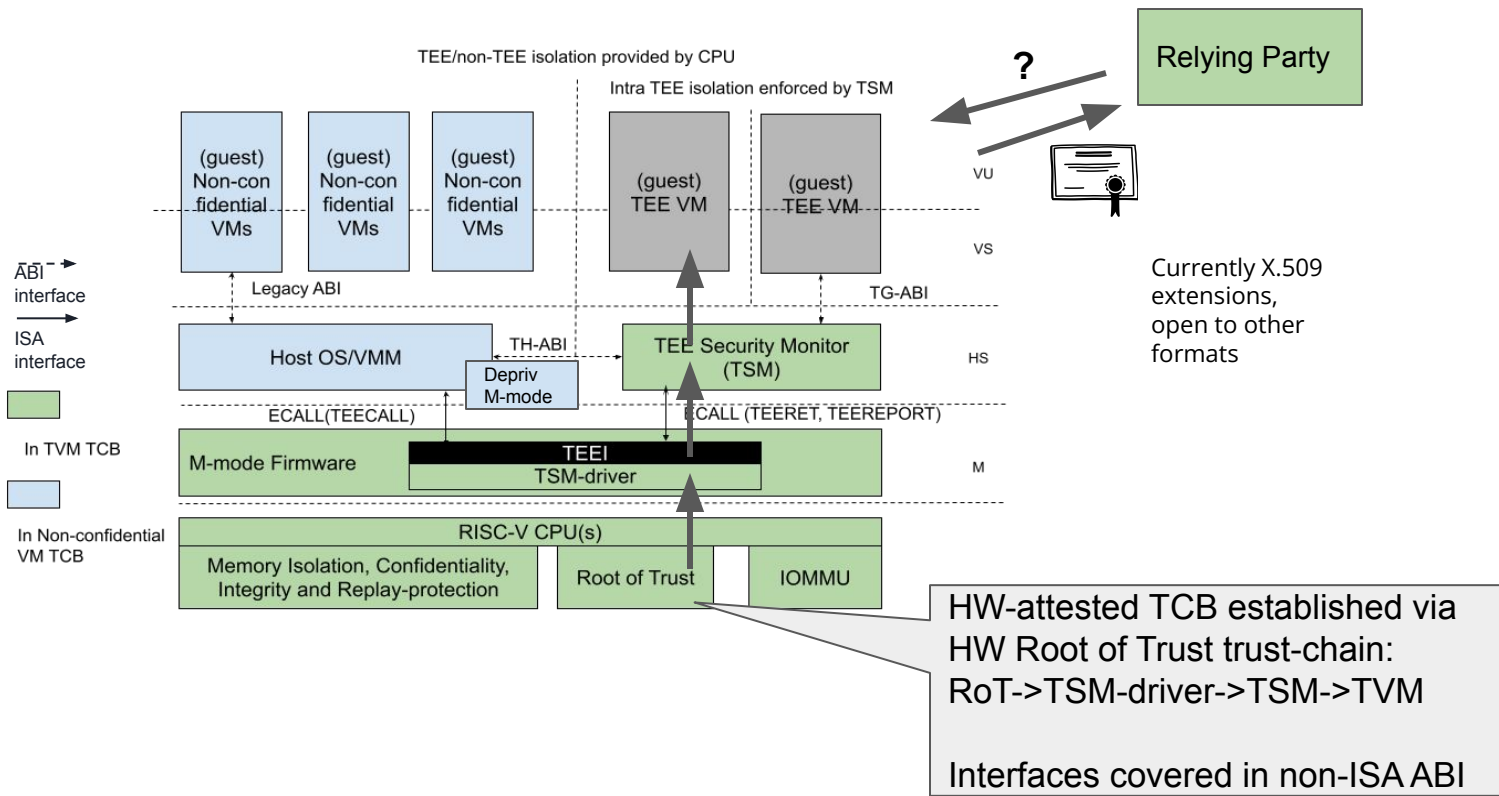 TEE/non-TEE isolation provided by CPU
Intra TEE isolation enforced by TSM
?
Relying Party
(guest)
Non-con
fidential
VMs
(guest)
Non-con
fidential
VMs
(guest)
Non-con
fidential
VMs
(guest)
TEE VM
(guest)
TEE VM
VU
VS
ABI
interface
ISA
interface
Legacy ABI
TG-ABI
Currently X.509
extensions,
open to other
formats
Host OS/VMM
TH-ABI
TEE Security Monitor
(TSM)
HS
Depriv
M-mode
ECALL(TEECALL)
ECALL (TEERET, TEEREPORT)
In TVM TCB
M-mode Firmware
TEEI
TSM-driver
M
In Non-confidential
VM TCB
RISC-V CPU(s)
Memory Isolation, Confidentiality,
Integrity and Replay-protection
Root of Trust
IOMMU
HW-attested TCB established via
HW Root of Trust trust-chain:
RoT->TSM-driver->TSM->TVM
Interfaces covered in non-ISA ABI